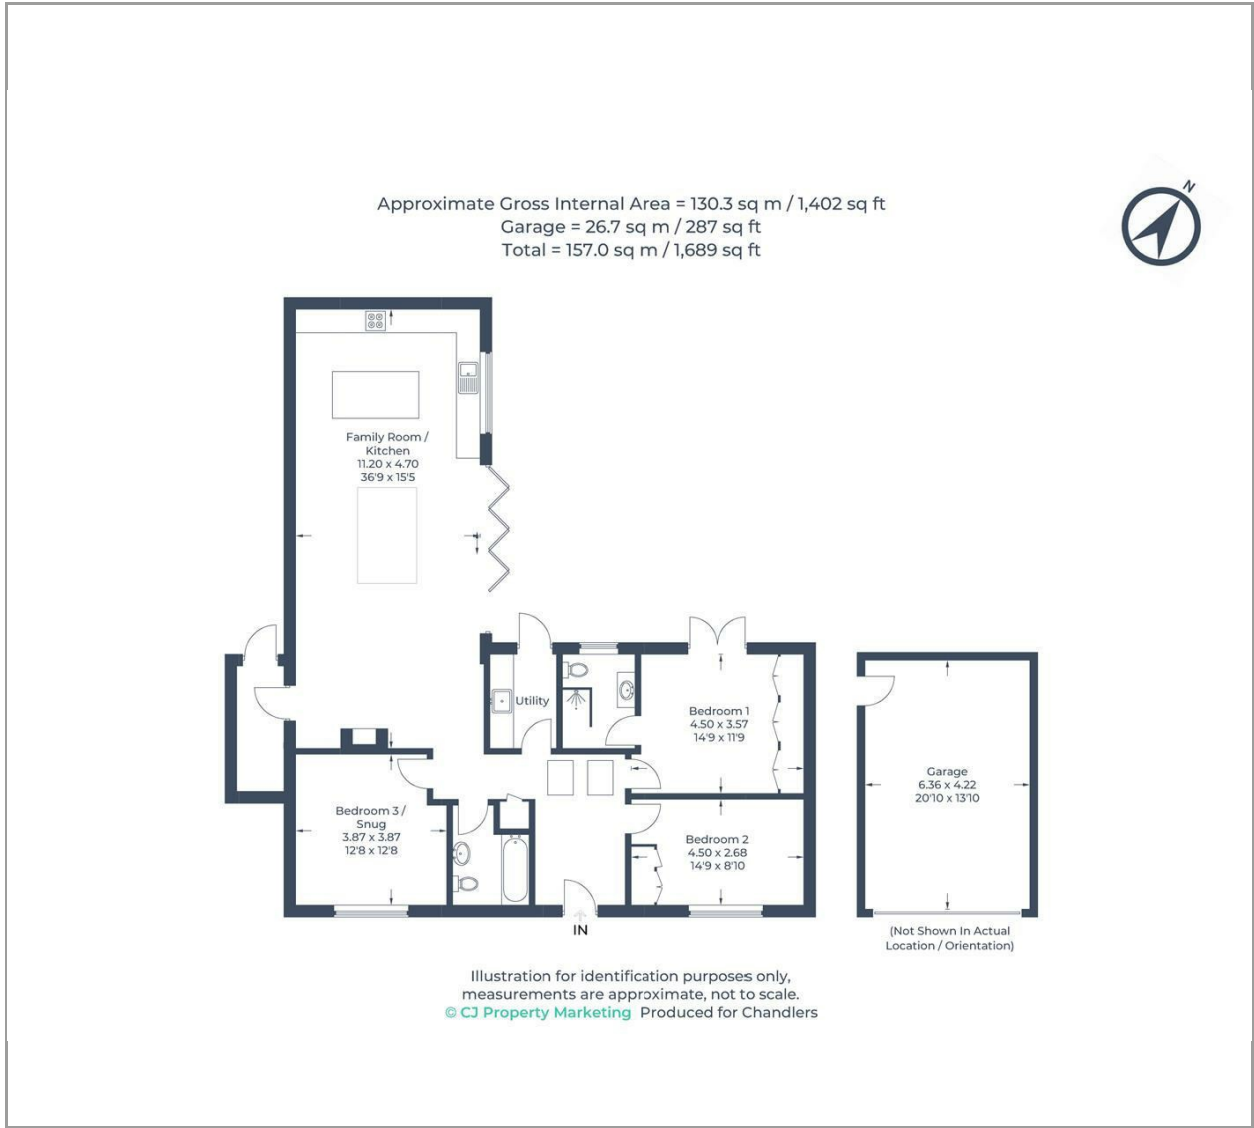 Approximate Gross Internal Area = 130.3 sq m / 1,402 sq ft
Garage = 26.7 sq m / 287 sq ft
Total = 157.0 sq m / 1,689 sq ft
N
Family Room /
Kitchen
11.20 x 4.70
36'9 x 15'5
Utility
Bedroom 1
4.50 x 3.57
14'9 x 11'9
Bedroom 3 /
Snug
3.87 x 3.87
12'8 x 12'8
Bedroom 2
4.50 x 2.68
14'9 x 8'10
Garage
6.36 x 4.22
20'10 x 13'10
IN
(Not Shown In Actual
Location / Orientation)
Illustration for identification purposes only,
measurements are approximate, not to scale.
© CJ Property Marketing Produced for Chandlers